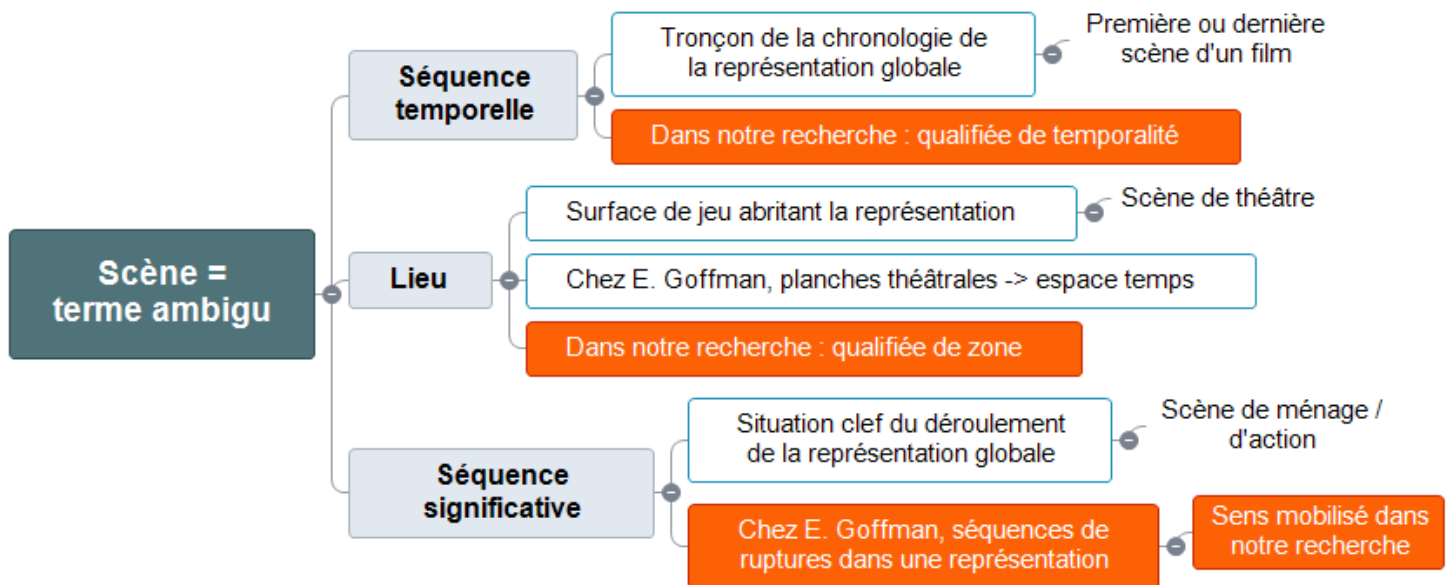 Scène =
terme ambigu
Séquence
temporelle
Tronçon de la chronologie de
la représentation globale
Première ou dernière
scène d'un film
Dans notre recherche : qualifiée de temporalité
Lieu
Surface de jeu abritant la représentation
Scène de théâtre
Chez E. Goffman, planches théâtrales -> espace temps
Dans notre recherche : qualifiée de zone
Séquence
significative
Situation clef du déroulement
de la représentation globale
Scène de ménage /
d'action
Chez E. Goffman, séquences de
ruptures dans une représentation
Sens mobilisé dans
notre recherche